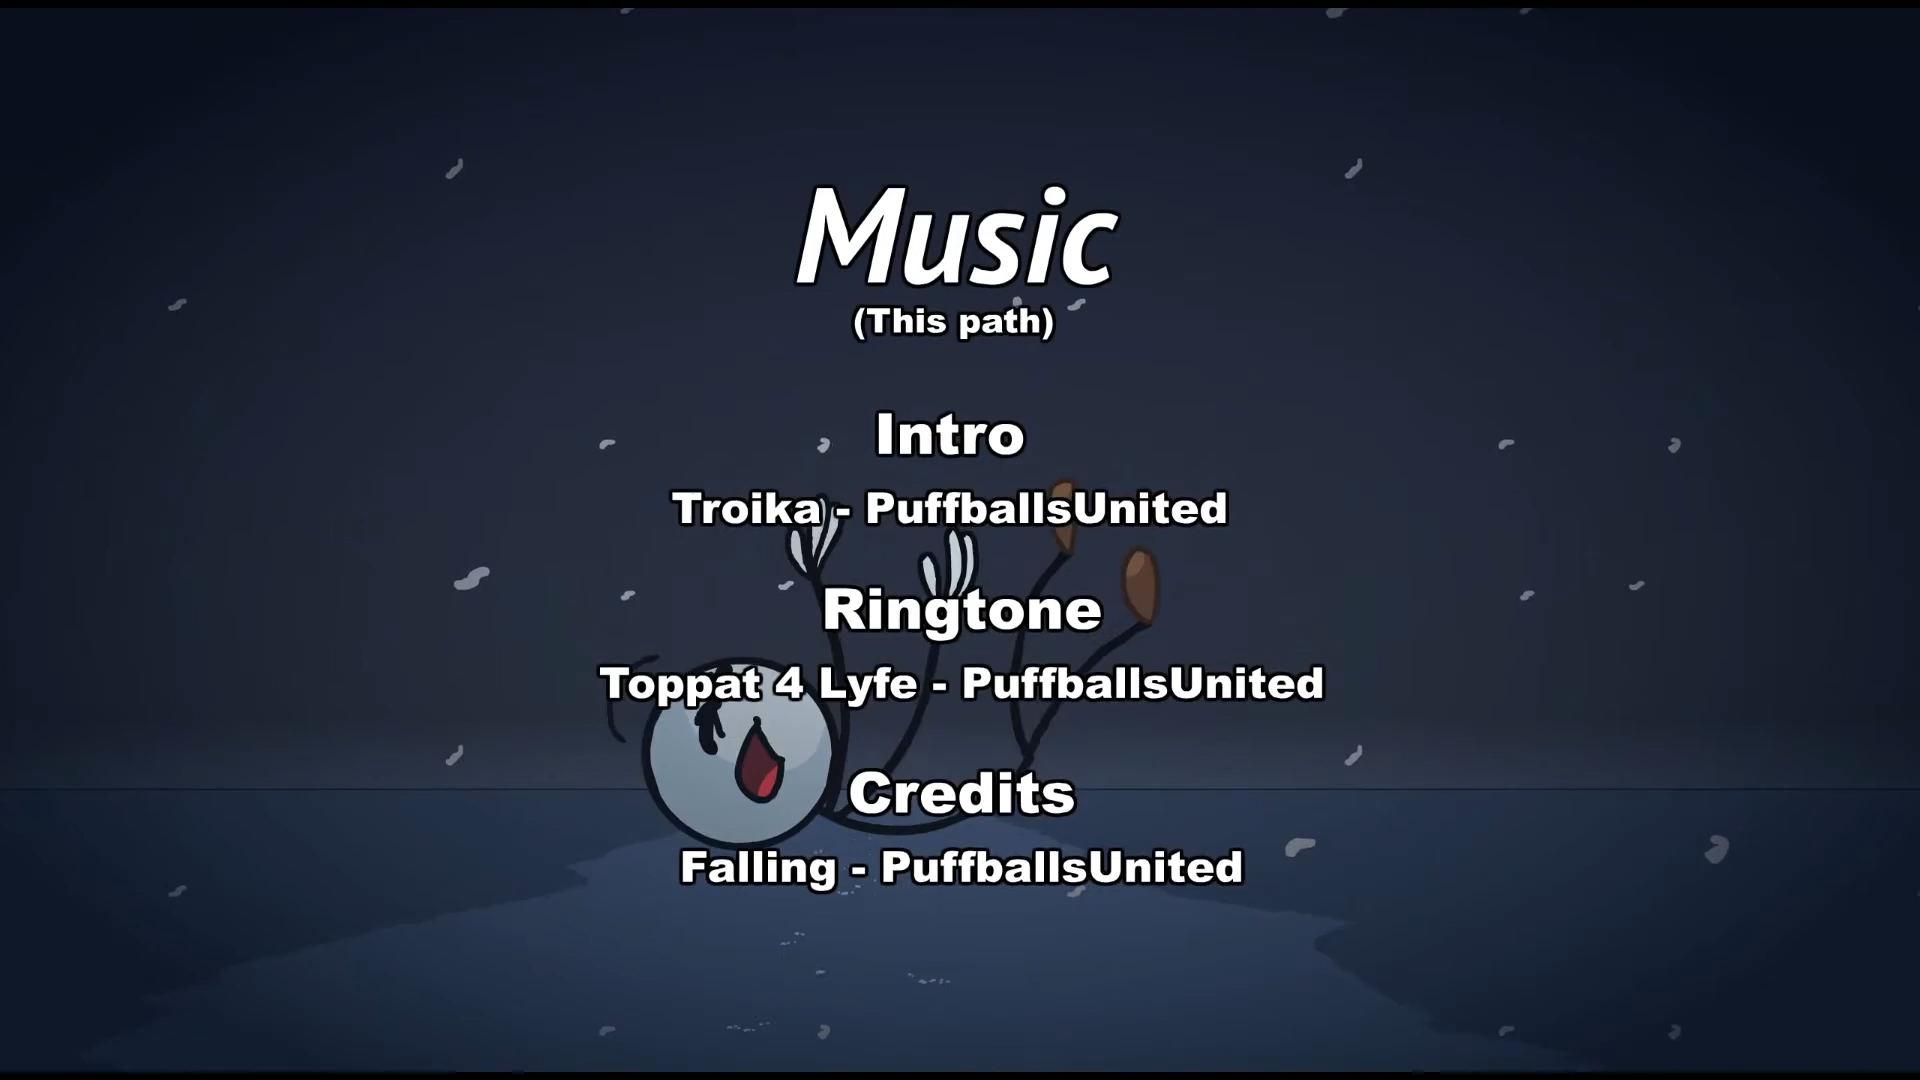 Music
(This path)
Intro
Troika - PuffballsUnited
Ringtone
Toppat 4 Lyfe - PuffballsUnited
Credits
Falling - PuffballsUnited